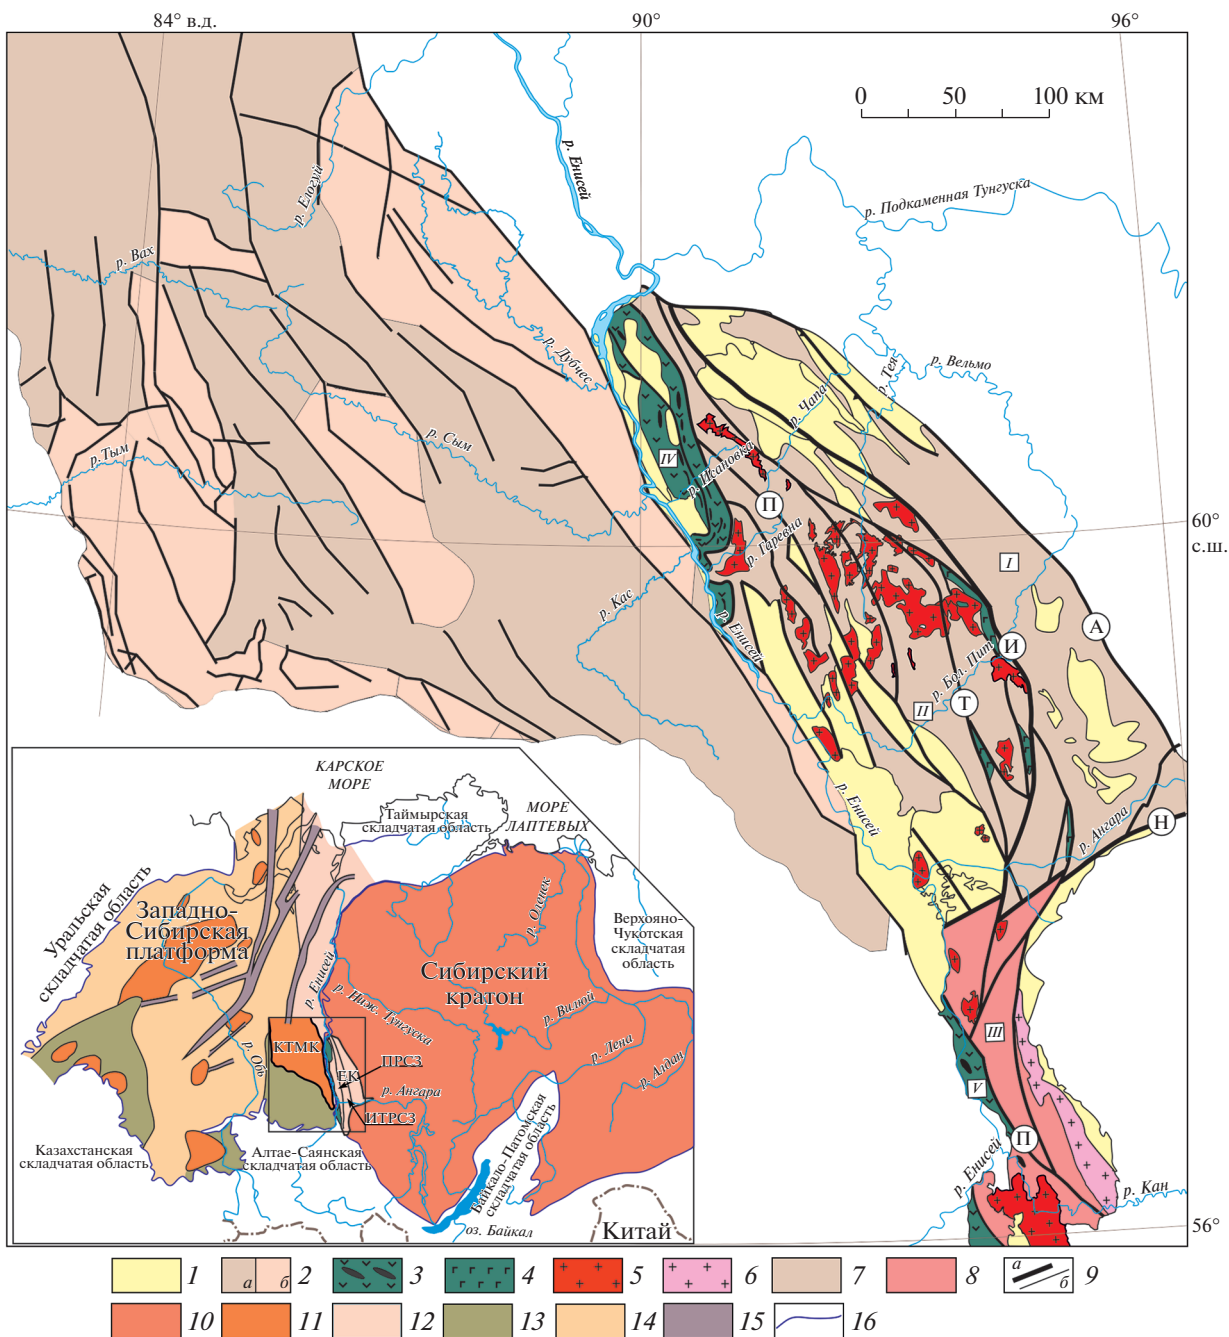 84° в.д.
90°
96°
0 50 100 км
р. Енисей
р. Елогуй
р. Подкаменная Тунгуска
р. Вах
р. Дубчес
р. Тея
р. Вельмо
р. Чапа
р. Сым
р. Тым
IV
р. Исаковка
П
р. Гаревна
60°
с.ш.
I
р. Кас
р. Енисей
А
И
р. Бол. Пит
II
Т
р. Енисей
р. Ангара
Н
III
V
П
р. Енисей
р. Кан
56°
КАРСКОЕ
МОРЕ
МОРЕ
ЛАПТЕВЫХ
Таймырская
складчатая область
Уральская
складчатая область
Западно-
Сибирская
платформа
р. Оленек
Верхояно-
Чукотская
складчатая
область
Сибирский
кратон
р. Енисей
р. Ниж. Тунгуска
р. Вилюй
р. Обь
КТМК
ЕК
ПРСЗ
р. Лена
р. Алдан
р. Ангара
ИТРСЗ
Казахстанская
складчатая область
Алтае-Саянская
складчатая область
Байкало-Патомская
складчатая область
оз. Байкал
Китай
1 а б 2 3 4 5 6 7 8 а б 9
10 11 12 13 14 15 16